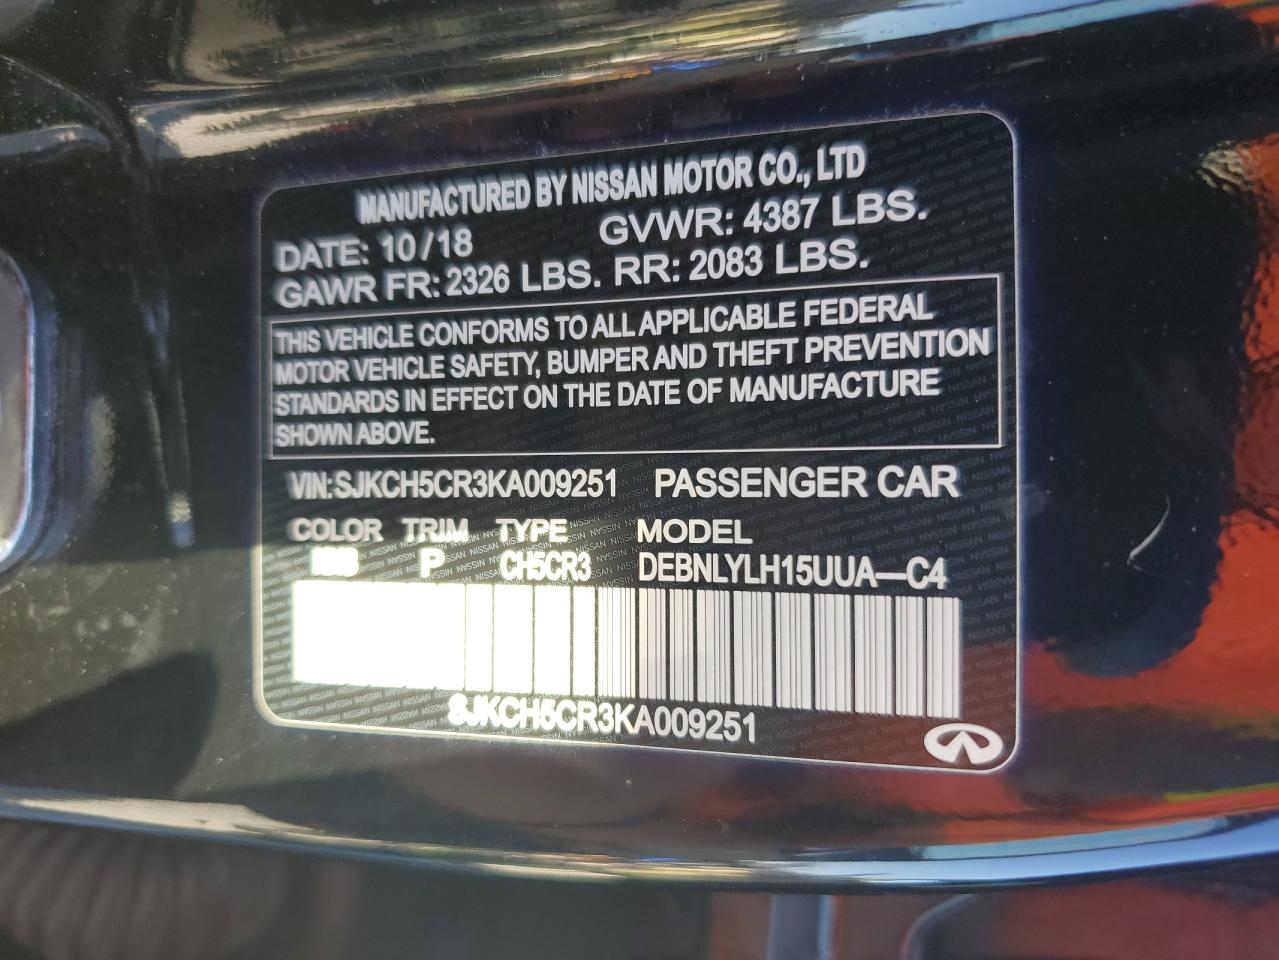 MANUFACTURED BY NISSAN MOTOR CO., LTD
DATE: 10/18 GVWR: 4387 LBS.
GAWR FR: 2326 LBS. RR: 2083 LBS.
THIS VEHICLE CONFORMS TO ALL APPLICABLE FEDERAL
MOTOR VEHICLE SAFETY, BUMPER AND THEFT PREVENTION
STANDARDS IN EFFECT ON THE DATE OF MANUFACTURE
SHOWN ABOVE.
VIN:SJKCH5CR3KA009251 PASSENGER CAR
COLOR TRIM TYPE MODEL
P CH5CR3 DEBNLYLH15UUA—C4
SJKCH5CR3KA009251